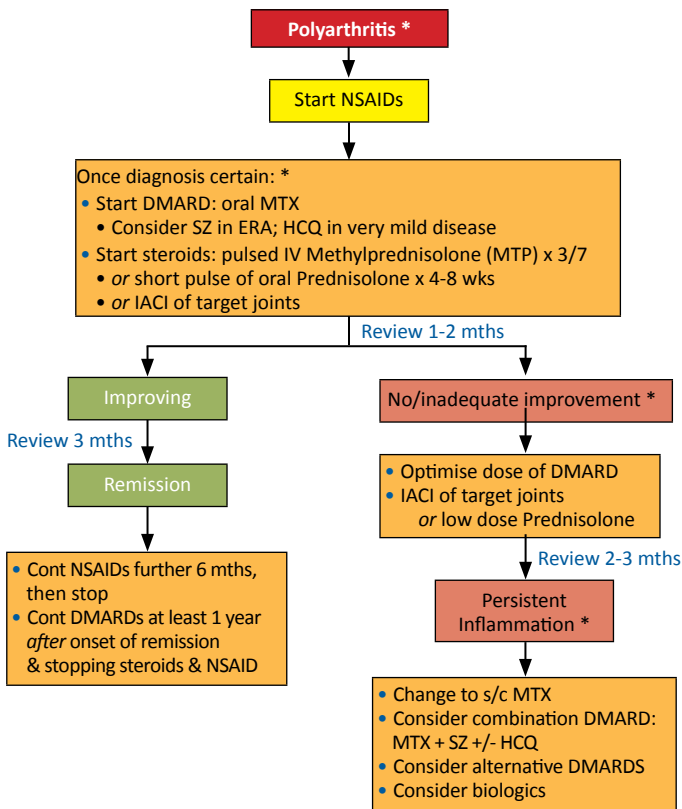 Polyarthritis *
Start NSAIDs
Once diagnosis certain: *
• Start DMARD: oral MTX
• Consider SZ in ERA; HCQ in very mild disease
• Start steroids: pulsed IV Methylprednisolone (MTP) x 3/7
• or short pulse of oral Prednisolone x 4-8 wks
• or IACI of target joints
Review 1-2 mths
Improving
Review 3 mths
Remission
• Cont NSAIDs further 6 mths,
then stop
• Cont DMARDs at least 1 year
after onset of remission
& stopping steroids & NSAID
No/inadequate improvement *
• Optimise dose of DMARD
• IACI of target joints
or low dose Prednisolone
Review 2-3 mths
Persistent
Inflammation *
• Change to s/c MTX
• Consider combination DMARD:
MTX + SZ +/- HCQ
• Consider alternative DMARDS
• Consider biologics